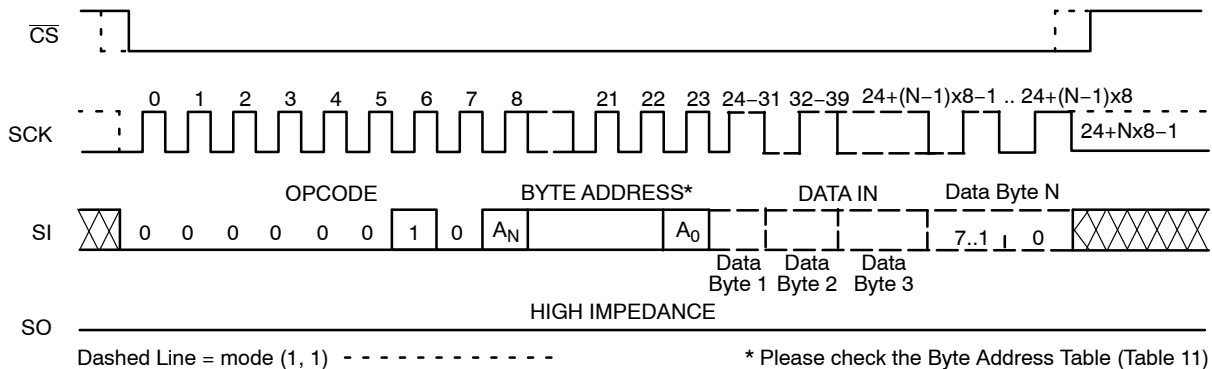 CS
0 1 2 3 4 5 6 7 8 21 22 23 24−31 32−39 24+(N−1)x8−1 .. 24+(N−1)x8
SCK
24+Nx8−1
OPCODE BYTE ADDRESS* DATA IN Data Byte N
SI 0 0 0 0 0 0 1 0 AN A0 7..1 0
Data Byte 1 Data Byte 2 Data Byte 3
HIGH IMPEDANCE
SO
Dashed Line = mode (1, 1) * Please check the Byte Address Table (Table 11)